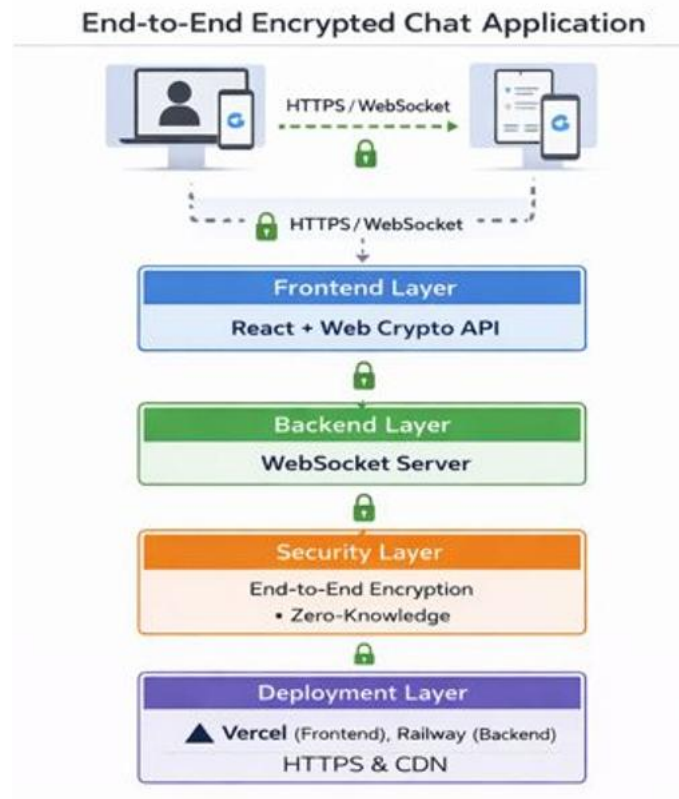 End-to-End Encrypted Chat Application
HTTPS/WebSocket
HTTPS/WebSocket
Frontend Layer
React + Web Crypto API
Backend Layer
WebSocket Server
Security Layer
End-to-End Encryption
• Zero-Knowledge
Deployment Layer
Vercel (Frontend), Railway (Backend)
HTTPS & CDN